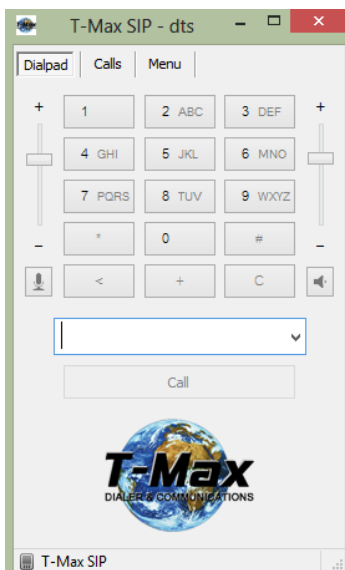 T-Max SIP - dts
Dialpad Calls Menu
+ 1 2 ABC 3 DEF +
4 GHI 5 JKL 6 MNO
7 PQRS 8 TUV 9 WXYZ
- * 0 # -
< + C
Call
T-Max
DIALER & COMMUNICATIONS
T-Max SIP